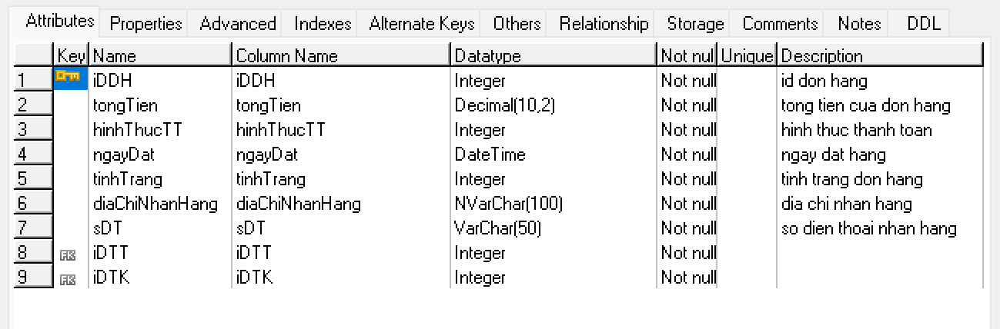 Attributes Properties Advanced Indexes Alternate Keys Others Relationship Storage Comments Notes DDL
Key Name Column Name Datatype Not nul Unique Description
1 iDDH iDDH Integer Not null id don hang
2 tongTien tongTien Decimal(10,2) Not null tong tien cua don hang
3 hinhThucTT hinhThucTT Integer Not null hinh thuc thanh toan
4 ngayDat ngayDat DateTime Not null ngay dat hang
5 tinhTrang tinhTrang Integer Not null tinh trang don hang
6 diaChiNhanHang diaChiNhanHang NVarChar(100) Not null dia chi nhan hang
7 sDT sDT VarChar(50) Not null so dien thoai nhan hang
8 FK iDTT iDTT Integer Not null
9 FK iDTK iDTK Integer Not null